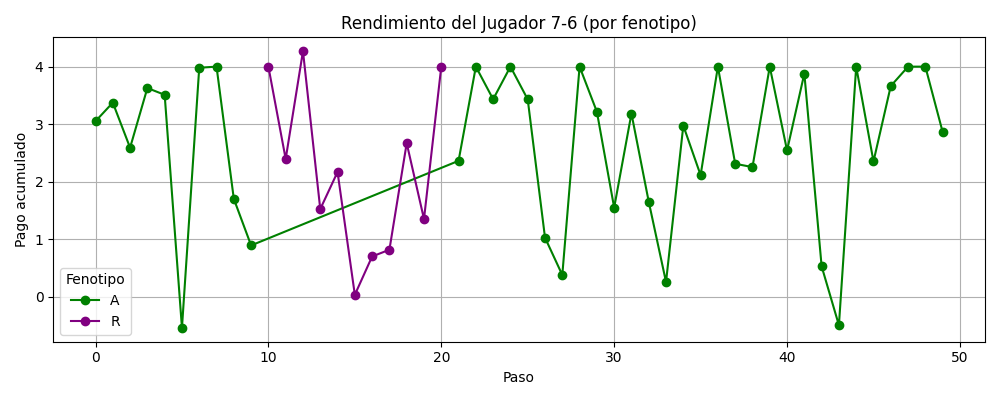 Rendimiento del Jugador 7-6 (por fenotipo)
Pago acumulado
4
3
2
1
0
Fenotipo
A
R
0 10 20 30 40 50
Paso